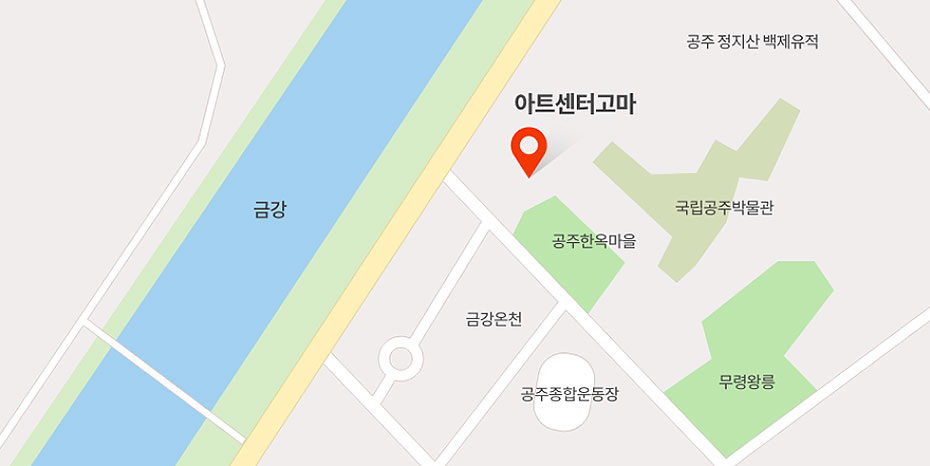 공주 정지산 백제유적
아트센터고마
국립공주박물관
금강
공주한옥마을
금강온천
무령왕릉
공주종합운동장